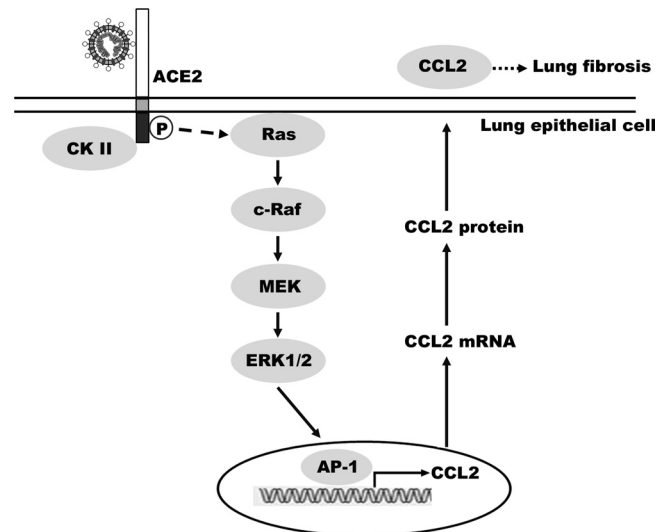 ACE2
CCL2
Lung fibrosis
Lung epithelial cell
P
CK II
Ras
c-Raf
MEK
ERK1/2
AP-1
CCL2
CCL2 mRNA
CCL2 protein